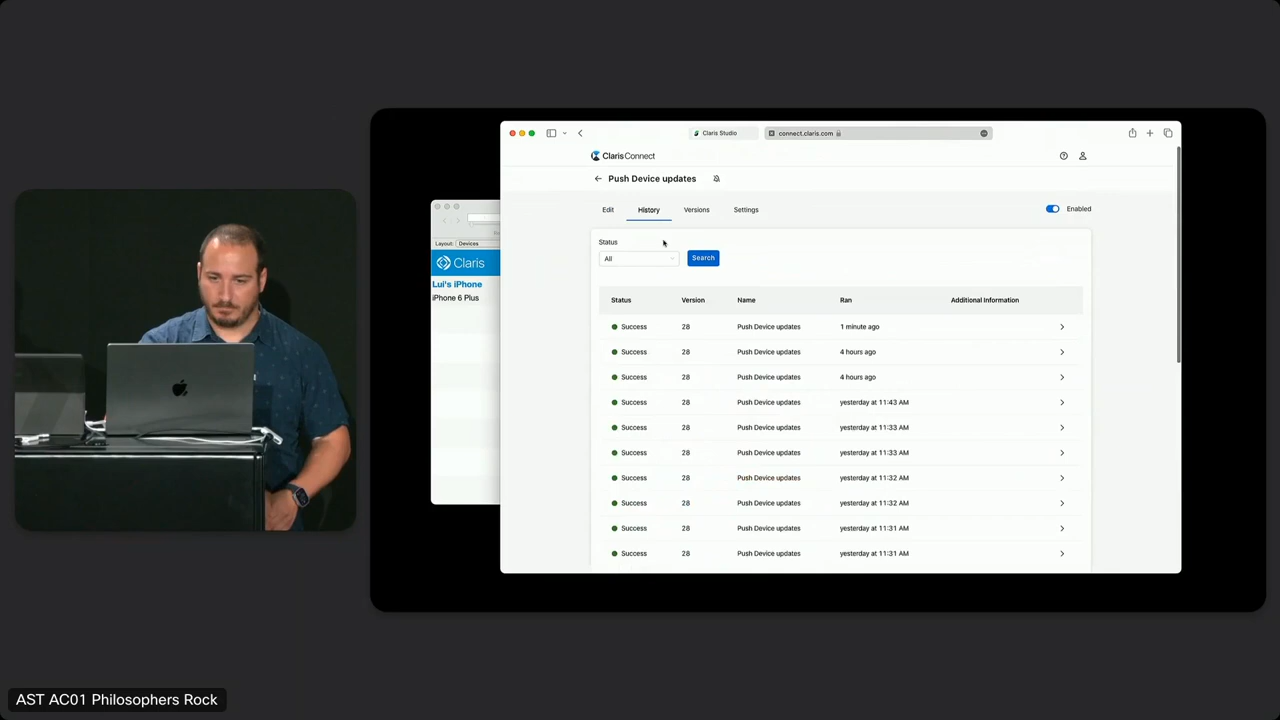 Claris Studio
connect.claris.com
Claris Connect
Push Device updates
Edit History Versions Settings
Enabled
Layout: Devices
Status
Claris
All Search
Lui's iPhone
iPhone 6 Plus
Status Version Name Ran Additional Information
Success 28 Push Device updates 1 minute ago
Success 28 Push Device updates 4 hours ago
Success 28 Push Device updates 4 hours ago
Success 28 Push Device updates yesterday at 11:43 AM
Success 28 Push Device updates yesterday at 11:33 AM
Success 28 Push Device updates yesterday at 11:33 AM
Success 28 Push Device updates yesterday at 11:32 AM
Success 28 Push Device updates yesterday at 11:32 AM
Success 28 Push Device updates yesterday at 11:31 AM
Success 28 Push Device updates yesterday at 11:31 AM
AST AC01 Philosophers Rock